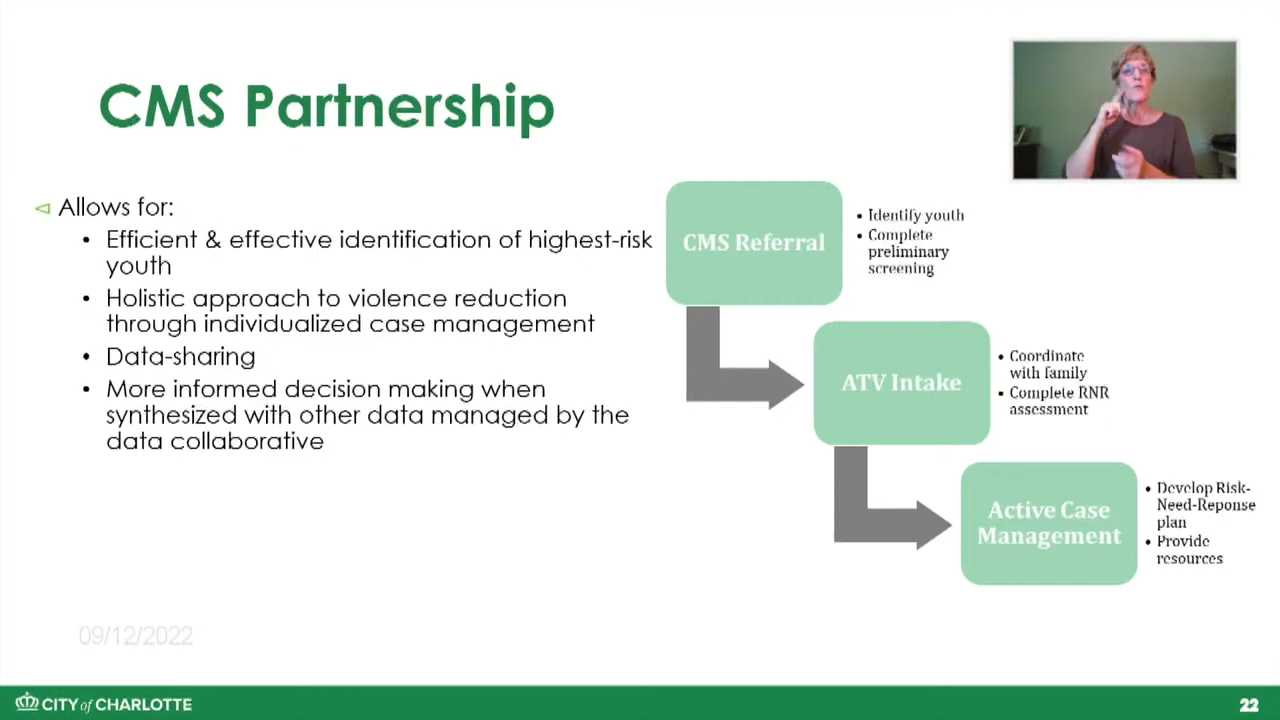 CMS Partnership
Allows for:
• Efficient & effective identification of highest-risk
youth
• Holistic approach to violence reduction
through individualized case management
• Data-sharing
• More informed decision making when
synthesized with other data managed by the
data collaborative
CMS Referral
• Identify youth
• Complete
preliminary
screening
ATV Intake
• Coordinate
with family
• Complete RNR
assessment
Active Case
Management
• Develop Risk-
Need-Reponse
plan
• Provide
resources
09/12/2022
CITY of CHARLOTTE
22